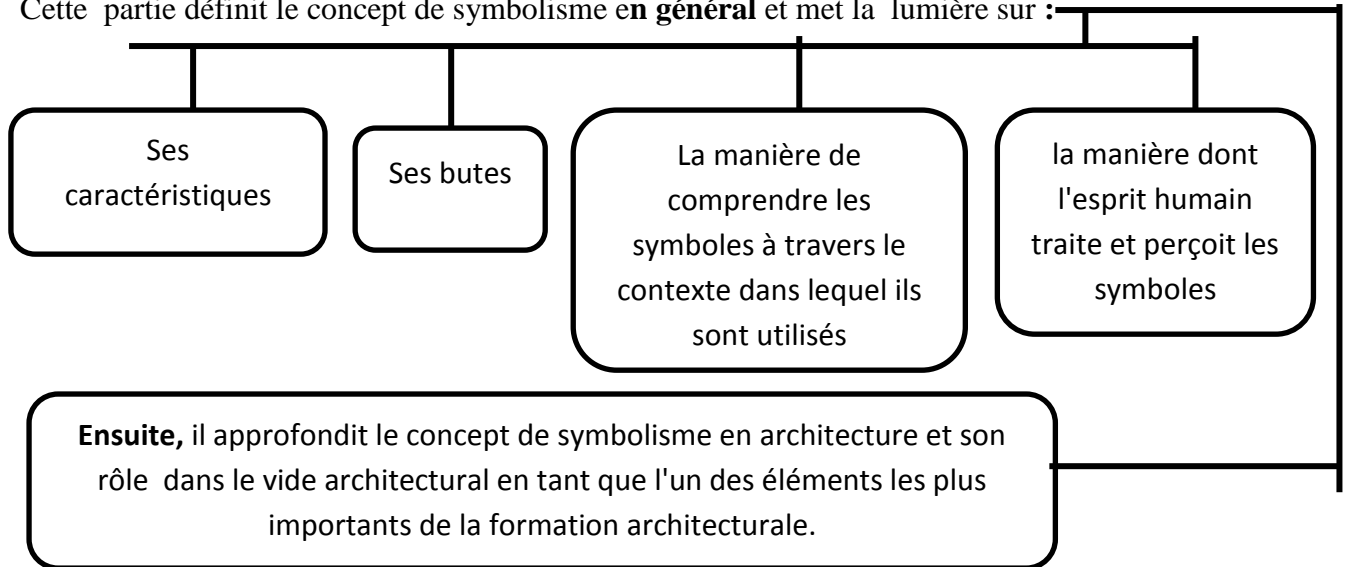 Cette partie définit le concept de symbolisme en général et met la lumière sur :
Ses
caractéristiques
Ses butes
La manière de
comprendre les
symboles à travers le
contexte dans lequel ils
sont utilisés
la manière dont
l'esprit humain
traite et perçoit les
symboles
Ensuite, il approfondit le concept de symbolisme en architecture et son
rôle dans le vide architectural en tant que l'un des éléments les plus
importants de la formation architecturale.